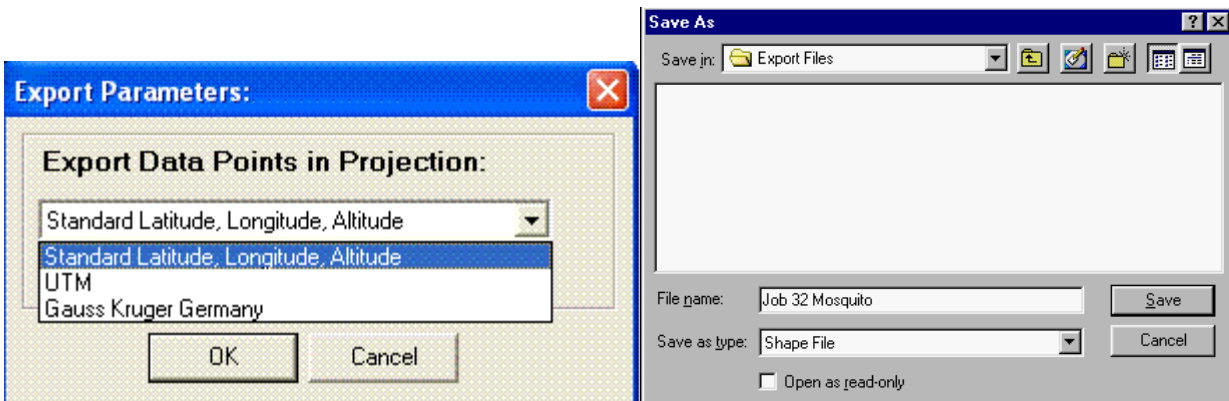 Export Parameters:
Export Data Points in Projection:
Standard Latitude, Longitude, Altitude
Standard Latitude, Longitude, Altitude
UTM
Gauss Kruger Germany
OK Cancel
Save As
Save in: Export Files
File name: Job 32 Mosquito Save
Save as type: Shape File Cancel
Open as read-only